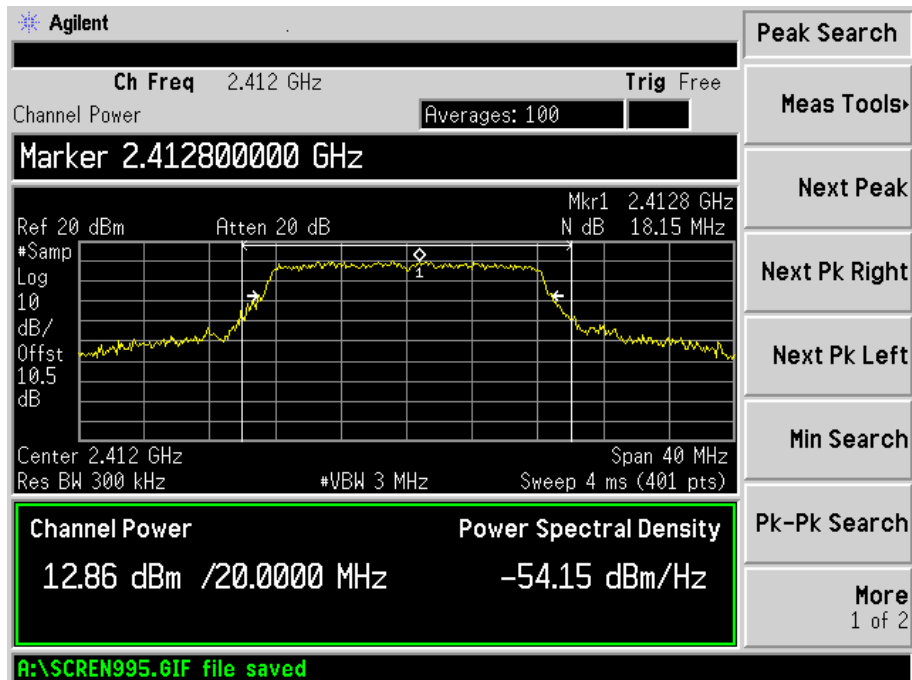 Agilent
Peak Search
Ch Freq 2.412 GHz Trig Free
Channel Power Averages: 100
Marker 2.412800000 GHz
Mkr1 2.4128 GHz
Ref 20 dBm Atten 20 dB N dB 18.15 MHz
#Samp
Log
10
dB/
Offst
10.5
dB
1
Center 2.412 GHz Span 40 MHz
Res BW 300 kHz #VBW 3 MHz Sweep 4 ms (401 pts)
Channel Power Power Spectral Density
12.86 dBm /20.0000 MHz -54.15 dBm/Hz
A:\SCREN995.GIF file saved
Meas Tools
Next Peak
Next Pk Right
Next Pk Left
Min Search
Pk-Pk Search
More
1 of 2